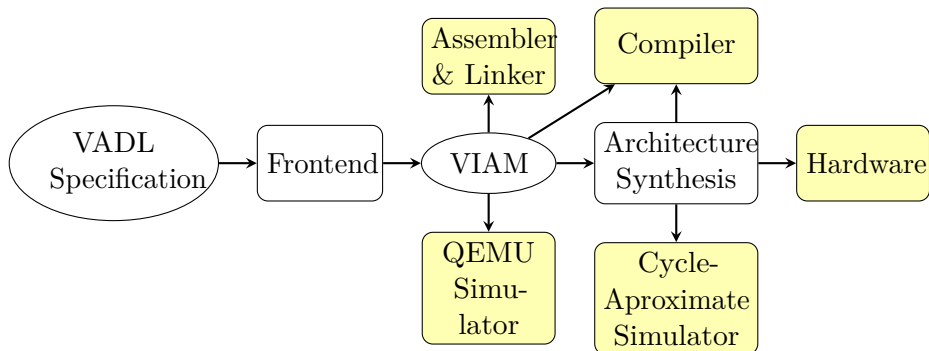 Assembler
& Linker
Compiler
VADL
Specification
Frontend
VIAM
Architecture
Synthesis
Hardware
QEMU
Simu-
lator
Cycle-
Aproximate
Simulator